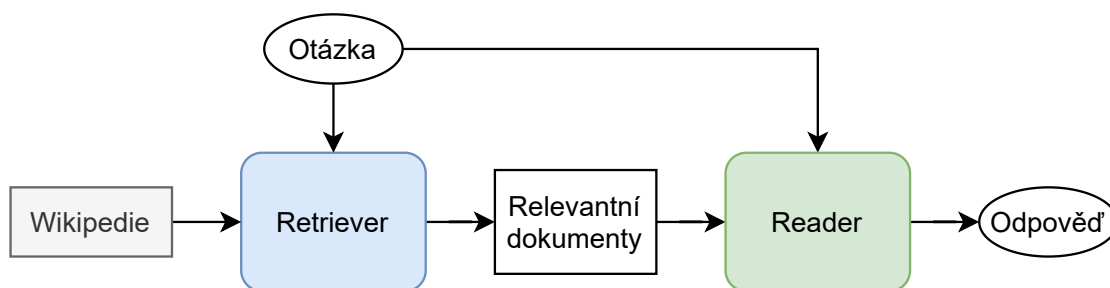 Otázka
Wikipedie
Retriever
Relevantní
dokumenty
Reader
Odpověď